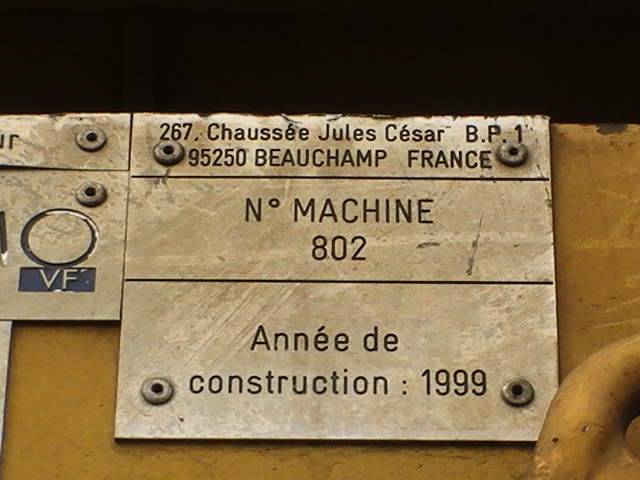 267. Chaussée Jules César B.P. 1
95250 BEAUCHAMP FRANCE
N° MACHINE
802
Année de
construction : 1999
VF